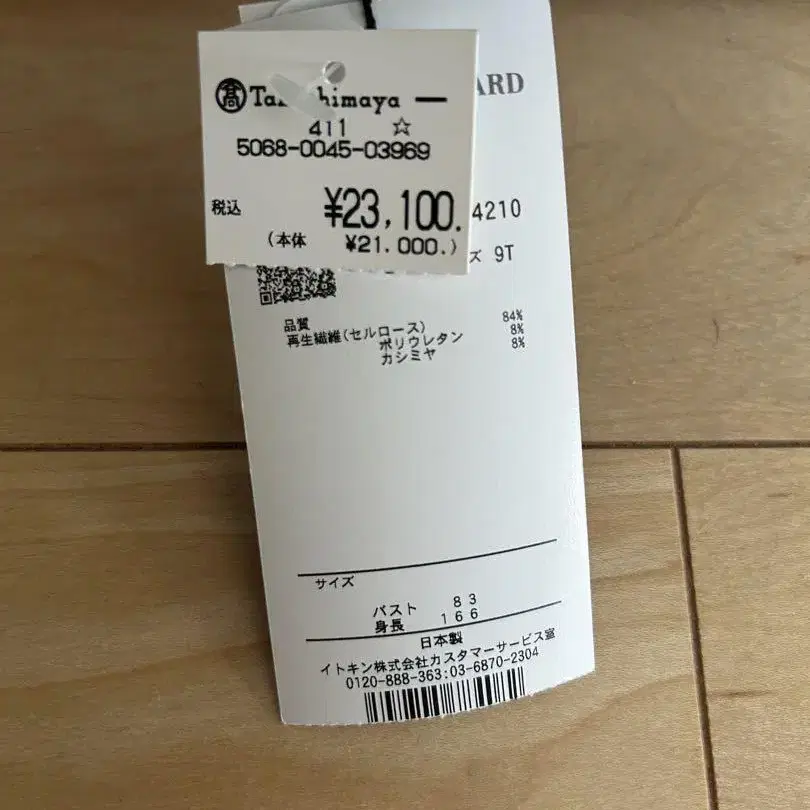 髙 Takashimaya
411 ☆
5068-0045-03969
税込 ¥23,100.
(本体 ¥21.000.)
ARD
4210
ズ 9T
品質
再生繊維(セルロース) 84%
ポリウレタン 8%
カシミヤ 8%
サイズ
バスト 83
身長 166
日本製
イトキン株式会社カスタマーサービス室
0120-888-363:03-6870-2304